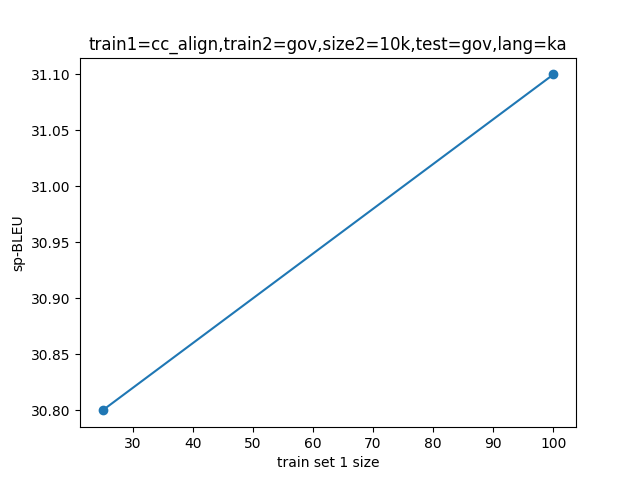 train1=cc_align,train2=gov,size2=10k,test=gov,lang=ka
31.10
31.05
31.00
30.95
30.90
30.85
30.80
sp-BLEU
30 40 50 60 70 80 90 100
train set 1 size